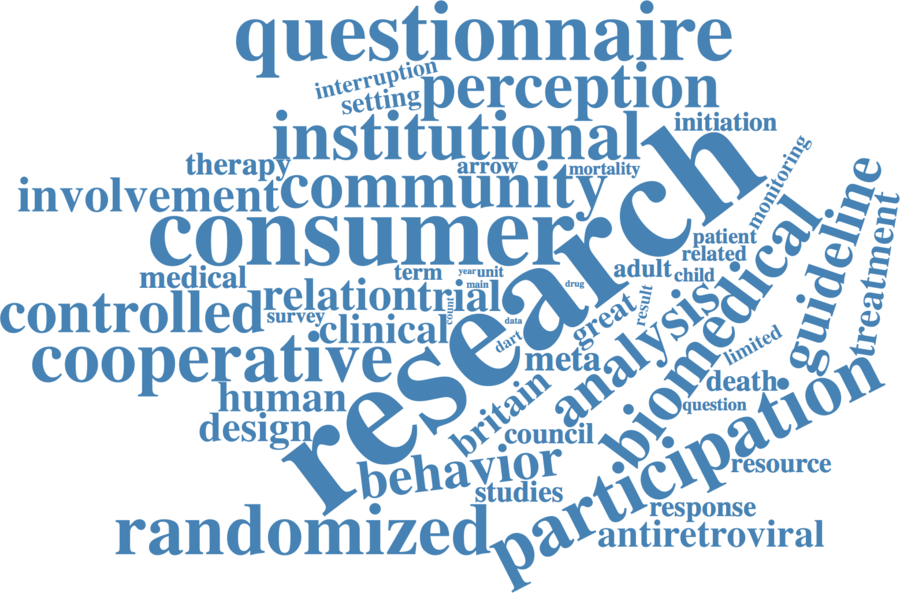 questionnaire
interruption
setting
perception
institutional
initiation
therapy
arrow
mortality
monitoring
involvement
community
consumer
research
guideline
treatment
patient
related
medical
term
year
unit
main
drug
adult
child
biomedical
controlled
relation
trial
count
survey
clinical
data
dart
great
result
analysis
limited
cooperative
meta
death
question
human
britain
design
council
participation
behavior
studies
resource
randomized
response
antiretroviral